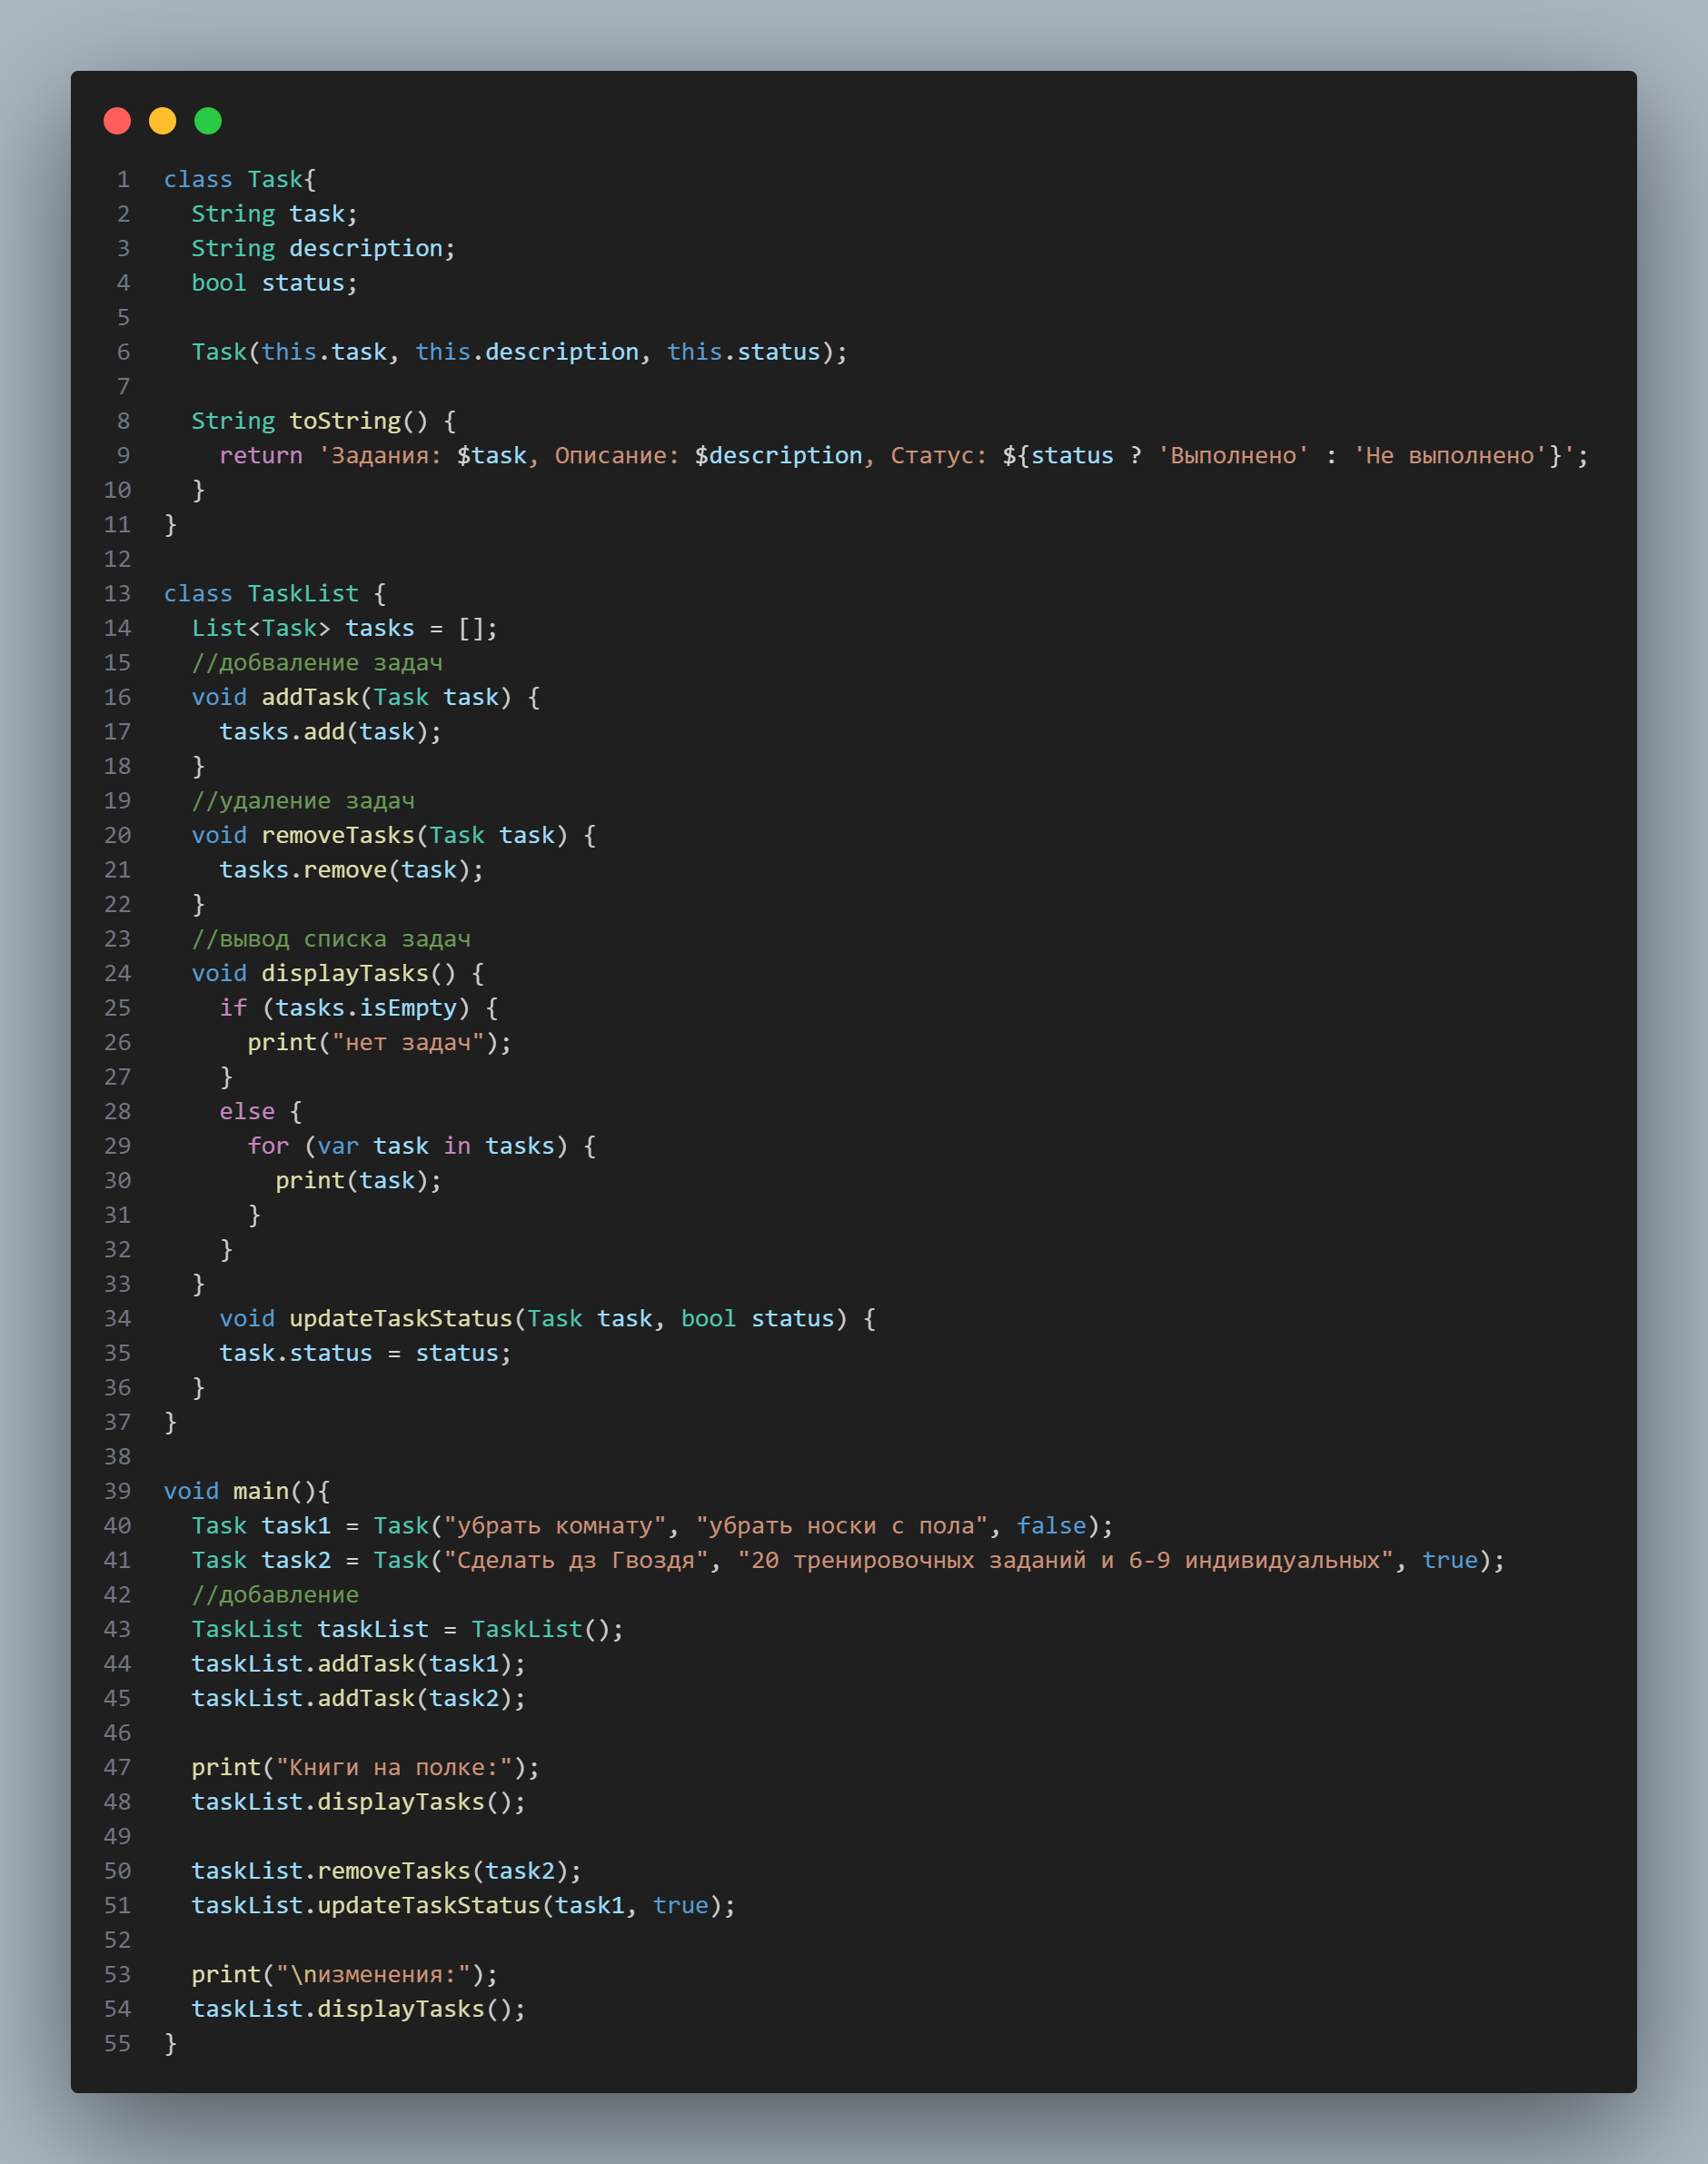 1 class Task{
2   String task;
3   String description;
4   bool status;
5
6   Task(this.task, this.description, this.status);
7
8   String toString() {
9     return 'Задания: $task, Описание: $description, Статус: ${status ? 'Выполнено' : 'Не выполнено'}';
10   }
11 }
12
13 class TaskList {
14   List<Task> tasks = [];
15   //добваление задач
16   void addTask(Task task) {
17     tasks.add(task);
18   }
19   //удаление задач
20   void removeTasks(Task task) {
21     tasks.remove(task);
22   }
23   //вывод списка задач
24   void displayTasks() {
25     if (tasks.isEmpty) {
26       print("нет задач");
27     }
28     else {
29       for (var task in tasks) {
30         print(task);
31       }
32     }
33   }
34     void updateTaskStatus(Task task, bool status) {
35     task.status = status;
36   }
37 }
38
39 void main(){
40   Task task1 = Task("убрать комнату", "убрать носки с пола", false);
41   Task task2 = Task("Сделать дз Гвоздя", "20 тренировочных заданий и 6-9 индивидуальных", true);
42   //добавление
43   TaskList taskList = TaskList();
44   taskList.addTask(task1);
45   taskList.addTask(task2);
46
47   print("Книги на полке:");
48   taskList.displayTasks();
49
50   taskList.removeTasks(task2);
51   taskList.updateTaskStatus(task1, true);
52
53   print("\nизменения:");
54   taskList.displayTasks();
55 }